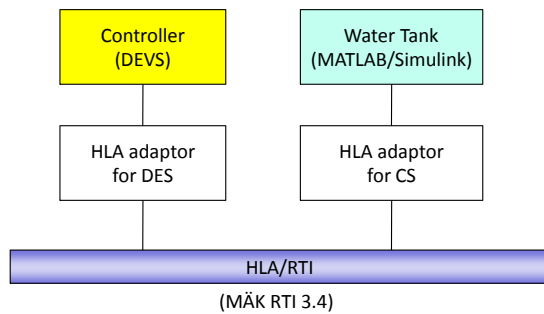 Controller
(DEVS)
Water Tank
(MATLAB/Simulink)
HLA adaptor
for DES
HLA adaptor
for CS
HLA/RTI
(MÄK RTI 3.4)